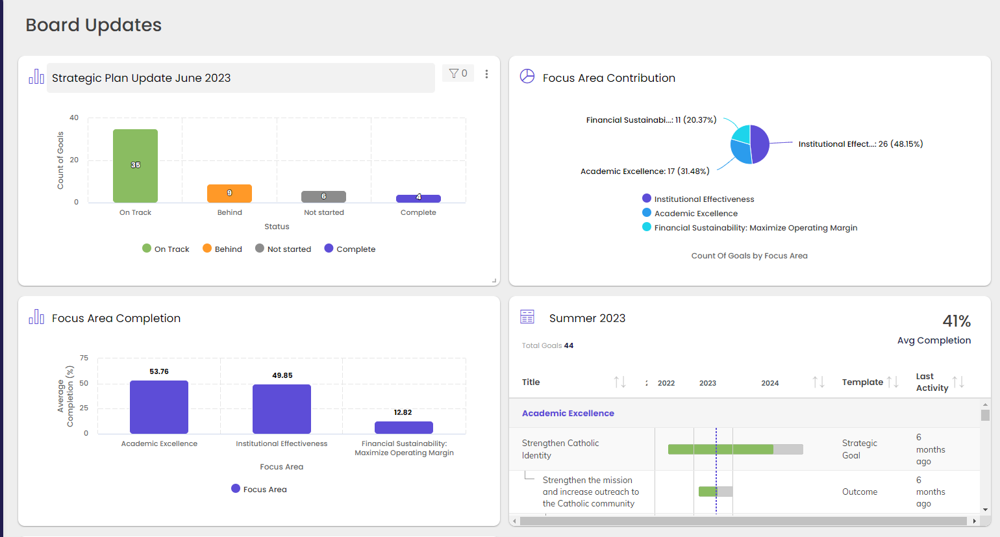 Board Updates
Strategic Plan Update June 2023
0
40
20
0
Count of Goals
35
9
6
4
On Track
Behind
Not started
Complete
Status
On Track
Behind
Not started
Complete
Focus Area Contribution
Financial Sustainabi...: 11 (20.37%)
Institutional Effect...: 26 (48.15%)
Academic Excellence: 17 (31.48%)
Institutional Effectiveness
Academic Excellence
Financial Sustainability: Maximize Operating Margin
Count Of Goals by Focus Area
Focus Area Completion
75
50
25
0
Average
Completion (%)
53.76
49.85
12.82
Academic Excellence
Institutional Effectiveness
Financial Sustainability:
Maximize Operating Margin
Focus Area
Focus Area
Summer 2023
41%
Avg Completion
Total Goals 44
Title
2022
2023
2024
Template
Last
Activity
Academic Excellence
Strengthen Catholic
Identity
Strategic
Goal
6
months
ago
Strengthen the mission
and increase outreach to
the Catholic community
Outcome
6
months
ago